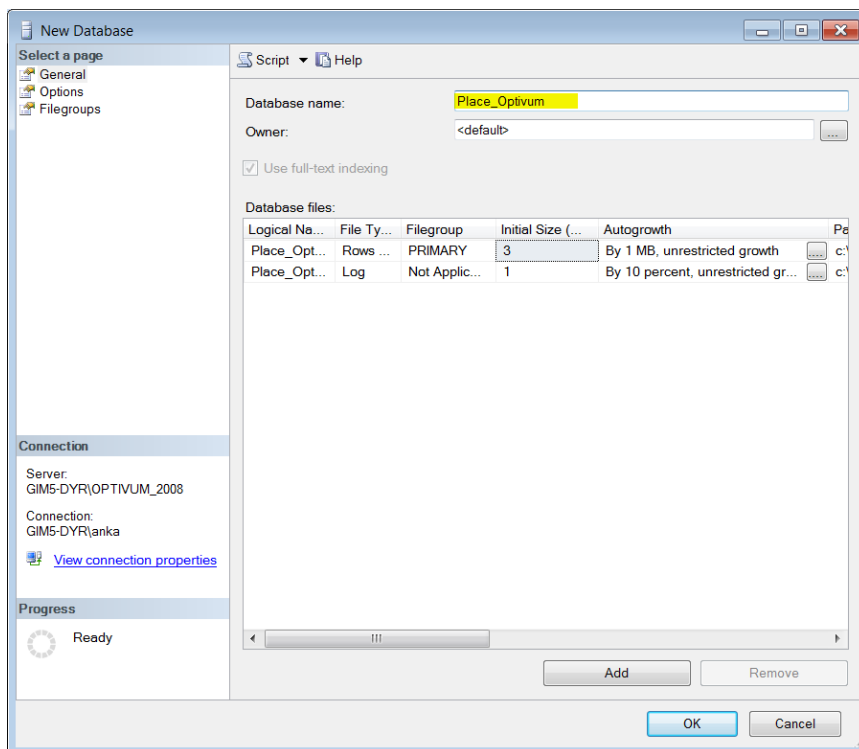 New Database
Select a page
General
Options
Filegroups
Script Help
Database name: Place_Optivum
Owner: <default> ...
Use full-text indexing
Database files:
Logical Na... File Ty... Filegroup Initial Size (... Autogrowth Pa
Place_Opt... Rows ... PRIMARY 3 By 1 MB, unrestricted growth ... c:\
Place_Opt... Log Not Applic... 1 By 10 percent, unrestricted gr... ... c:\
Connection
Server:
GIM5-DYR\OPTIVUM_2008
Connection:
GIM5-DYR\anka
View connection properties
Progress
Ready
Add Remove
OK Cancel